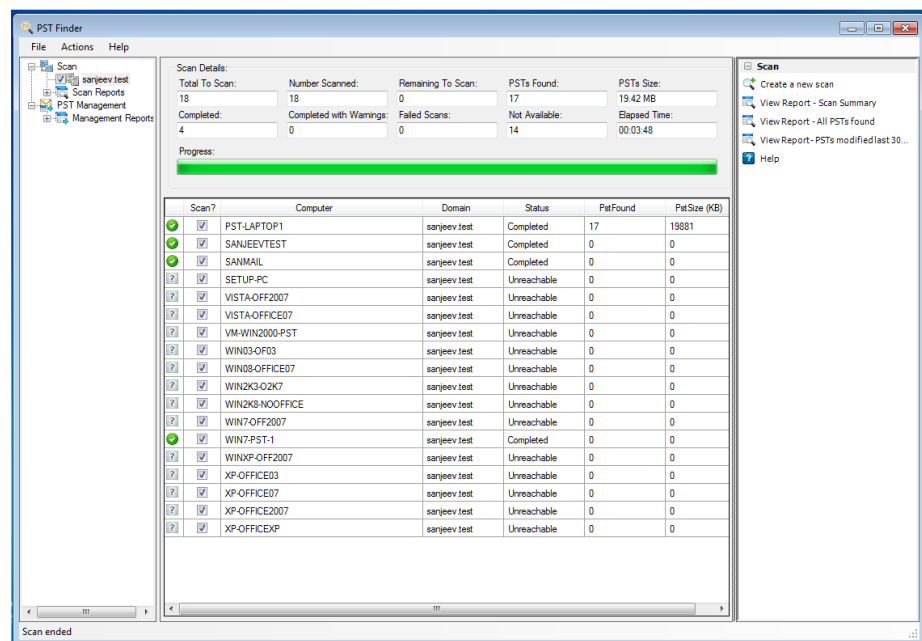 PST Finder
File Actions Help
Scan
sanjeev.test
Scan Reports
PST Management
Management Reports
Scan Details:
Total To Scan: Number Scanned: Remaining To Scan: PSTs Found: PSTs Size:
18 18 0 17 19.42 MB
Completed: Completed with Warnings: Failed Scans: Not Available: Elapsed Time:
4 0 0 14 00:03:48
Progress:
Scan? Computer Domain Status PstFound PstSize (KB)
PST-LAPTOP1 sanjeev.test Completed 17 19881
SANJEEVTEST sanjeev.test Completed 0 0
SANMAIL sanjeev.test Completed 0 0
SETUP-PC sanjeev.test Unreachable 0 0
VISTA-OFF2007 sanjeev.test Unreachable 0 0
VISTA-OFFICE07 sanjeev.test Unreachable 0 0
VM-WIN2000-PST sanjeev.test Unreachable 0 0
WIN03-OF03 sanjeev.test Unreachable 0 0
WIN08-OFFICE07 sanjeev.test Unreachable 0 0
WIN2K3-O2K7 sanjeev.test Unreachable 0 0
WIN2K8-NOOFFICE sanjeev.test Unreachable 0 0
WIN7-OFF2007 sanjeev.test Unreachable 0 0
WIN7-PST-1 sanjeev.test Completed 0 0
WINXP-OFF2007 sanjeev.test Unreachable 0 0
XP-OFFICE03 sanjeev.test Unreachable 0 0
XP-OFFICE07 sanjeev.test Unreachable 0 0
XP-OFFICE2007 sanjeev.test Unreachable 0 0
XP-OFFICEXP sanjeev.test Unreachable 0 0
Scan
Create a new scan
View Report - Scan Summary
View Report - All PSTs found
View Report- PSTs modified last 30...
Help
Scan ended